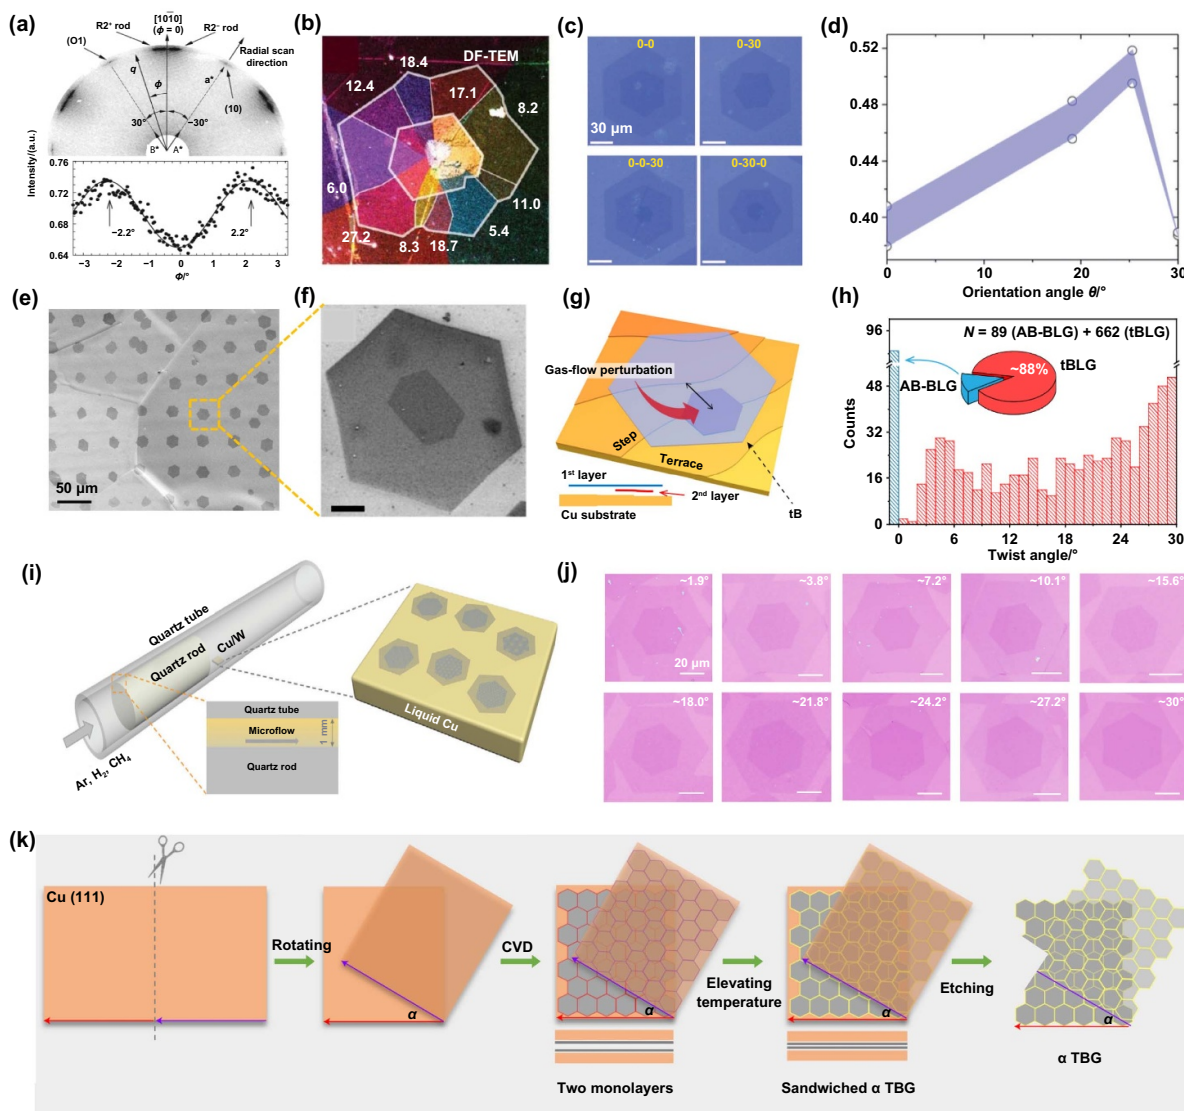 (a)
(O1)
R2⁺ rod
[101̄0]
(ϕ = 0)
R2⁻ rod
Radial scan
direction
q
ϕ
a*
(10)
30°
−30°
B*
A*
Intensity/(a.u.)
0.76
0.72
0.68
0.64
−2.2°
2.2°
−3
−2
−1
0
1
2
3
Φ/°
(b)
DF-TEM
18.4
12.4
17.1
8.2
6.0
11.0
27.2
8.3
18.7
5.4
(c)
0-0
0-30
30 μm
0-0-30
0-30-0
(d)
0.52
0.48
0.44
0.40
0
10
20
30
Orientation angle θ/°
(e)
50 μm
(f)
(g)
Gas-flow perturbation
Step
Terrace
1st layer
2nd layer
Cu substrate
tB
(h)
N = 89 (AB-BLG) + 662 (tBLG)
~88%
tBLG
AB-BLG
Counts
96
48
32
16
0
0
6
12
18
24
30
Twist angle/°
(i)
Quartz tube
Quartz rod
Cu/W
Ar, H₂, CH₄
Quartz tube
Microflow
1 mm
Quartz rod
Liquid Cu
(j)
~1.9°
~3.8°
~7.2°
~10.1°
~15.6°
20 μm
~18.0°
~21.8°
~24.2°
~27.2°
~30°
(k)
Cu (111)
Rotating
α
CVD
α
Two monolayers
Elevating
temperature
α
Sandwiched α TBG
Etching
α
α TBG